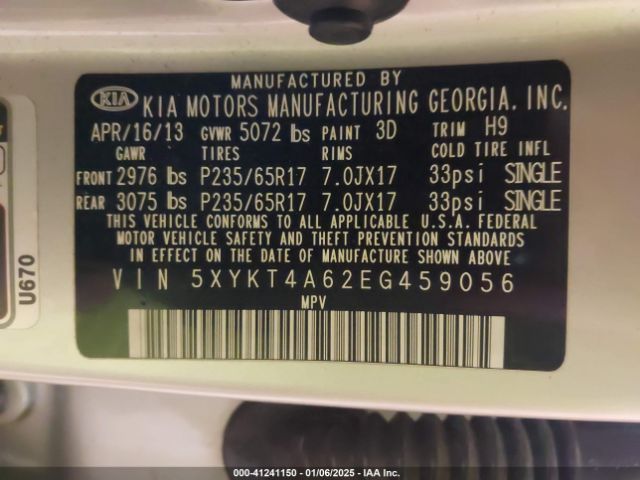 MANUFACTURED BY
KIA KIA MOTORS MANUFACTURING GEORGIA. INC.
APR/16/13 GVWR 5072 lbs PAINT 3D TRIM H9
GAWR TIRES RIMS COLD TIRE INFL
FRONT 2976 lbs P235/65R17 7.0JX17 33psi SINGLE
REAR 3075 lbs P235/65R17 7.0JX17 33psi SINGLE
THIS VEHICLE CONFORMS TO ALL APPLICABLE U.S.A. FEDERAL
MOTOR VEHICLE SAFETY AND THEFT PREVENTION STANDARDS
IN EFFECT ON THE DATE OF MANUFACTURE SHOWN ABOVE.
VIN 5XYKT4A62EG459056
MPV
U670
000-41241150 - 01/06/2025 - IAA Inc.